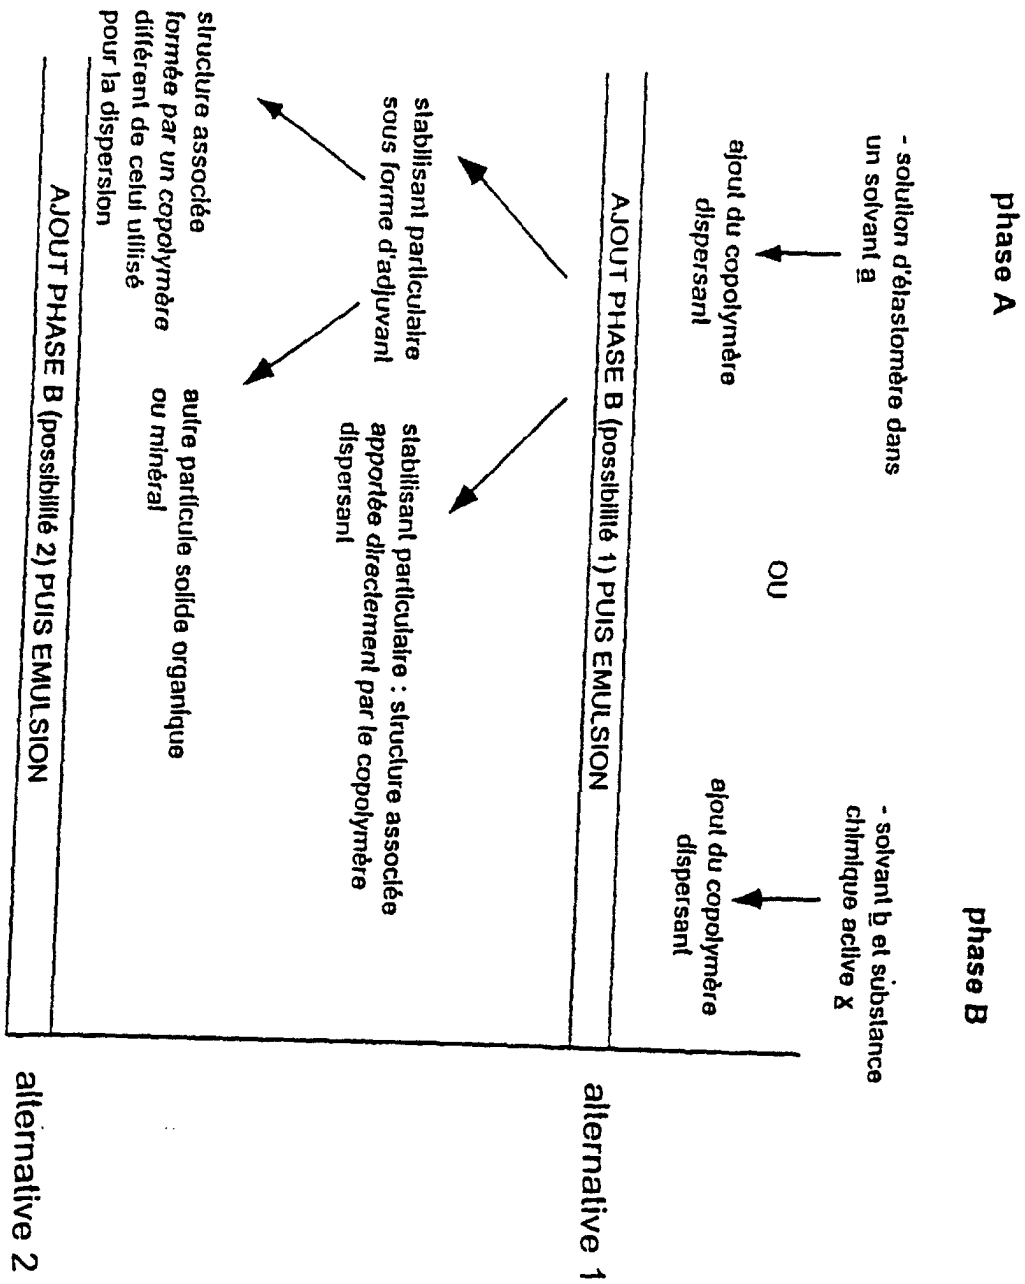 phase A
phase B
- solution d'élastomère dans
un solvant a
- solvant b et substance
chimique active x
ajout du copolymère
dispersant
OU
ajout du copolymère
dispersant
AJOUT PHASE B (possibilité 1) PUIS EMULSION
alternative 1
stabilisant particulaire
sous forme d'adjuvant
stabilisant particulaire : structure associée
apportée directement par le copolymère
dispersant
structure associée
formée par un copolymère
différent de celui utilisé
pour la dispersion
autre particule solide organique
ou minéral
AJOUT PHASE B (possibilité 2) PUIS EMULSION
alternative 2